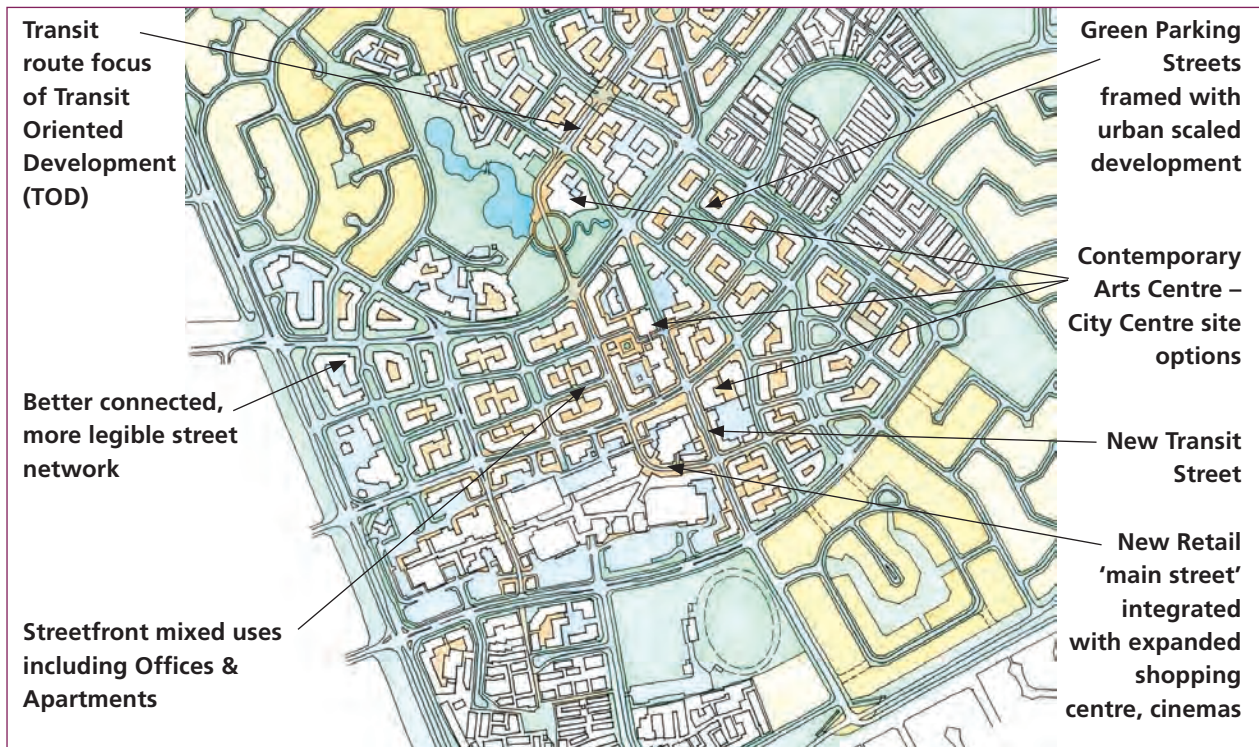 Transit
route focus
of Transit
Oriented
Development
(TOD)
Better connected,
more legible street
network
Streetfront mixed uses
including Offices &
Apartments
Green Parking
Streets
framed with
urban scaled
development
Contemporary
Arts Centre –
City Centre site
options
New Transit
Street
New Retail
‘main street’
integrated
with expanded
shopping
centre, cinemas